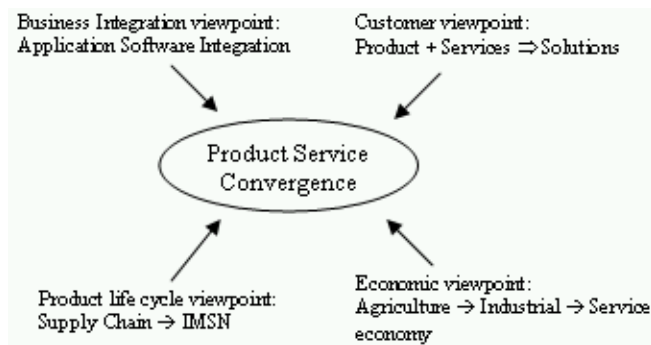 Business Integration viewpoint:
Application Software Integration
Customer viewpoint:
Product + Services ⇒ Solutions
Product Service
Convergence
Product life cycle viewpoint:
Supply Chain → IMSN
Economic viewpoint:
Agriculture → Industrial → Service
economy